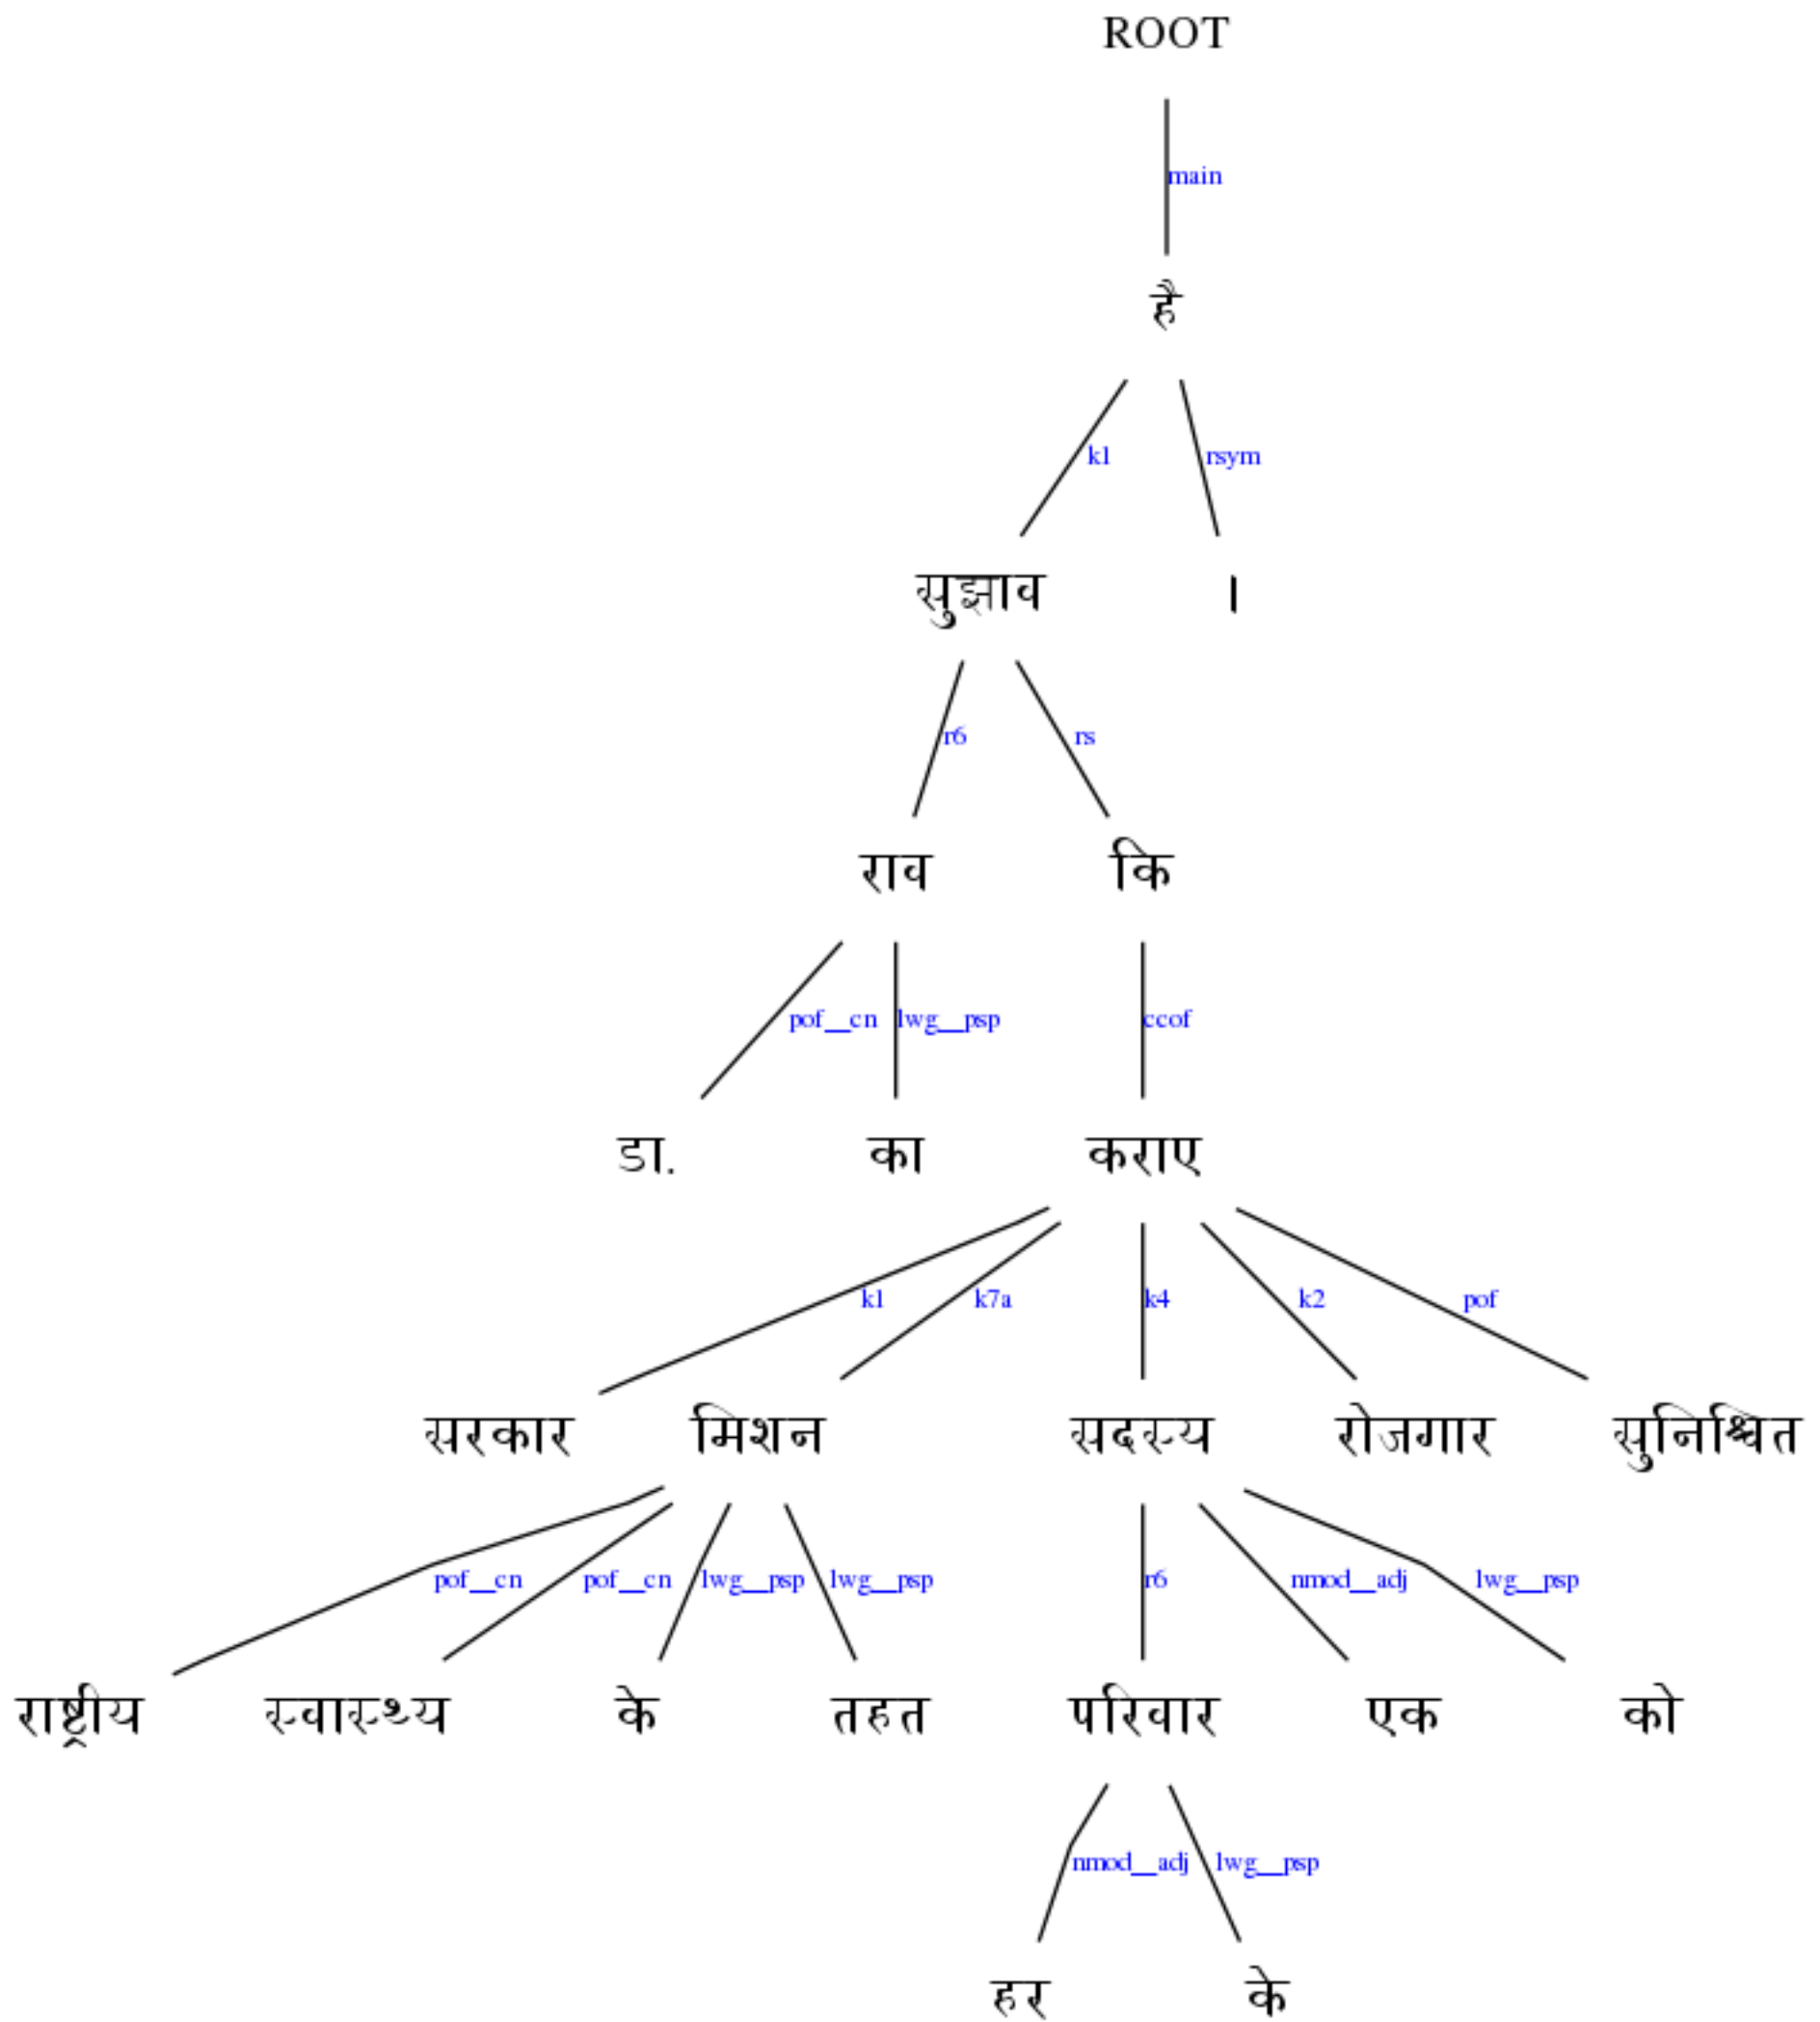 ROOT
main
है
k1 rsym
सुझाव ।
r6 rs
राव कि
pof__cn lwg__psp ccof
डा. का कराए
k1 k7a k4 k2 pof
सरकार मिशन सदस्य रोजगार सुनिश्चित
pof__cn pof__cn lwg__psp lwg__psp r6 nmod__adj lwg__psp
राष्ट्रीय स्वास्थ्य के तहत परिवार एक को
nmod__adj lwg__psp
हर के